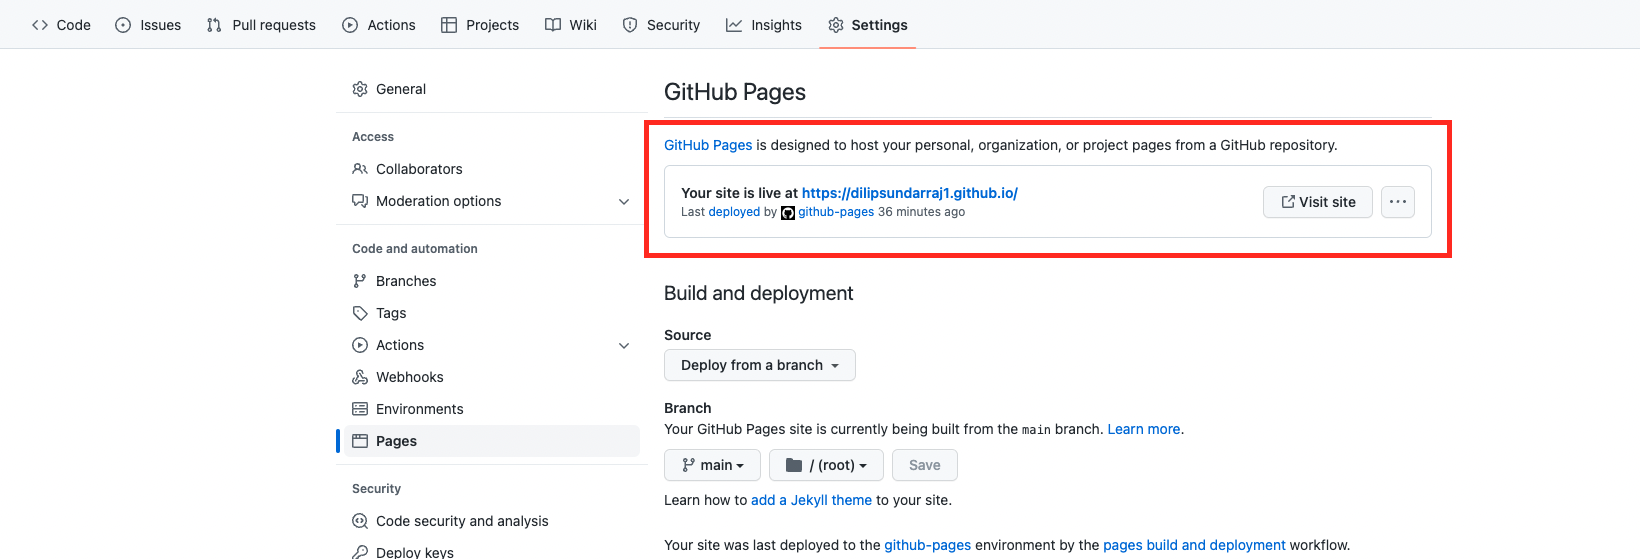 Code Issues Pull requests Actions Projects Wiki Security Insights Settings
General
Access
Collaborators
Moderation options
Code and automation
Branches
Tags
Actions
Webhooks
Environments
Pages
Security
Code security and analysis
Deploy keys
GitHub Pages
GitHub Pages is designed to host your personal, organization, or project pages from a GitHub repository.
Your site is live at https://dilipsundarraj1.github.io/
Last deployed by github-pages 36 minutes ago
Visit site
Build and deployment
Source
Deploy from a branch
Branch
Your GitHub Pages site is currently being built from the main branch. Learn more.
main / (root) Save
Learn how to add a Jekyll theme to your site.
Your site was last deployed to the github-pages environment by the pages build and deployment workflow.